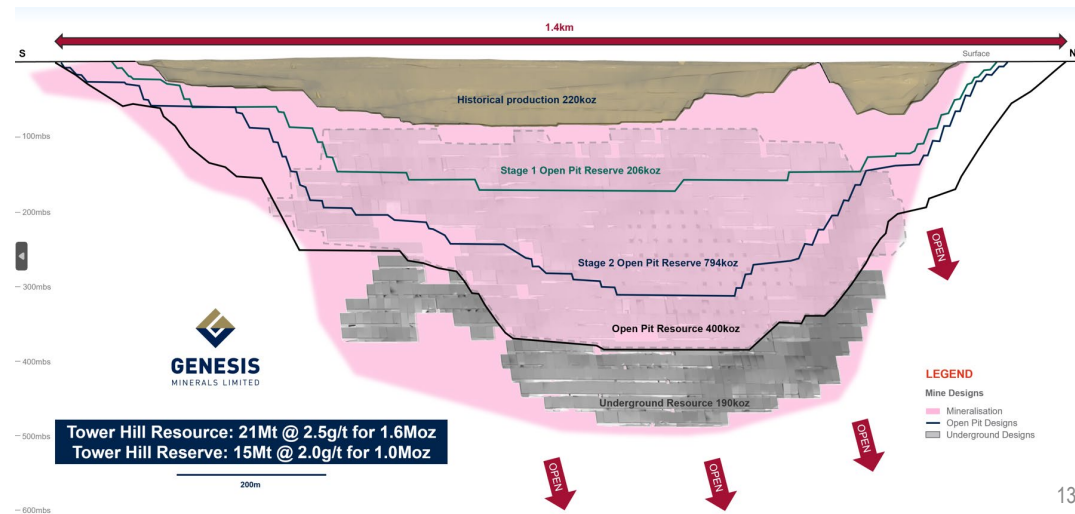 1.4km
S
N
Surface
Historical production 220koz
100mbs
Stage 1 Open Pit Reserve 206koz
200mbs
OPEN
Stage 2 Open Pit Reserve 794koz
300mbs
Open Pit Resource 400koz
GENESIS
MINERALS LIMITED
400mbs
LEGEND
Mine Designs
Mineralisation
Open Pit Designs
Underground Designs
Underground Resource 190koz
Tower Hill Resource: 21Mt @ 2.5g/t for 1.6Moz
Tower Hill Reserve: 15Mt @ 2.0g/t for 1.0Moz
500mbs
OPEN
OPEN
OPEN
200m
13
600mbs